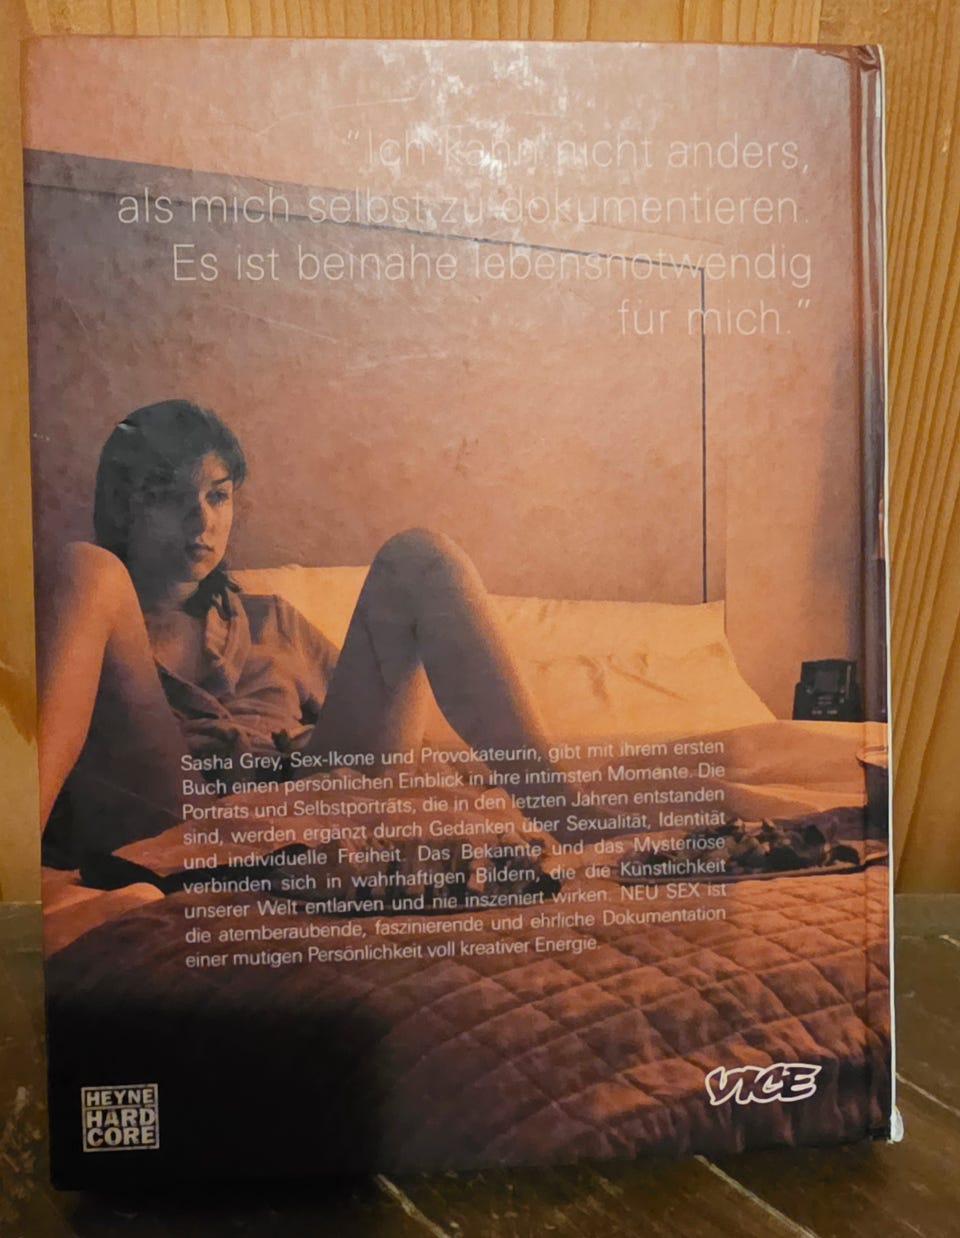 "Ich kann nicht anders,
als mich selbst zu dokumentieren.
Es ist beinahe lebensnotwendig
für mich."
Sasha Grey, Sex-Ikone und Provokateurin, gibt mit ihrem ersten
Buch einen persönlichen Einblick in ihre intimsten Momente. Die
Porträts und Selbstporträts, die in den letzten Jahren entstanden
sind, werden ergänzt durch Gedanken über Sexualität, Identität
und individuelle Freiheit. Das Bekannte und das Mysteriöse
verbinden sich in wahrhaftigen Bildern, die die Künstlichkeit
unserer Welt entlarven und nie inszeniert wirken. NEÜ SEX ist
die atemberaubende, faszinierende und ehrliche Dokumentation
einer mutigen Persönlichkeit voll kreativer Energie.
HEYNE
HARD
CORE
VICE